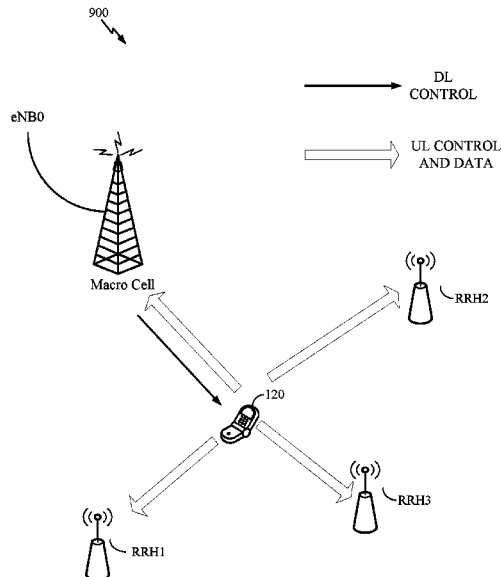 900
DL
CONTROL
eNB0
UL CONTROL
AND DATA
Macro Cell
RRH2
120
RRH3
RRH1